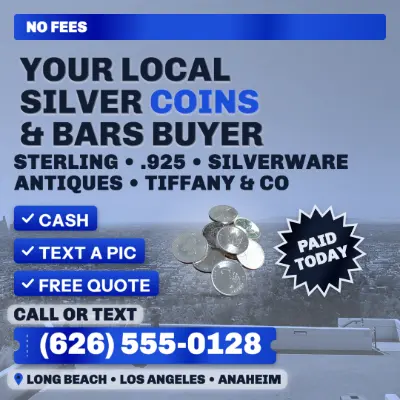 NO FEES
YOUR LOCAL
SILVER COINS
& BARS BUYER
STERLING • .925 • SILVERWARE
ANTIQUES • TIFFANY & CO
✓ CASH
✓ TEXT A PIC
✓ FREE QUOTE
PAID
TODAY
CALL OR TEXT
(626) 555-0128
LONG BEACH • LOS ANGELES • ANAHEIM